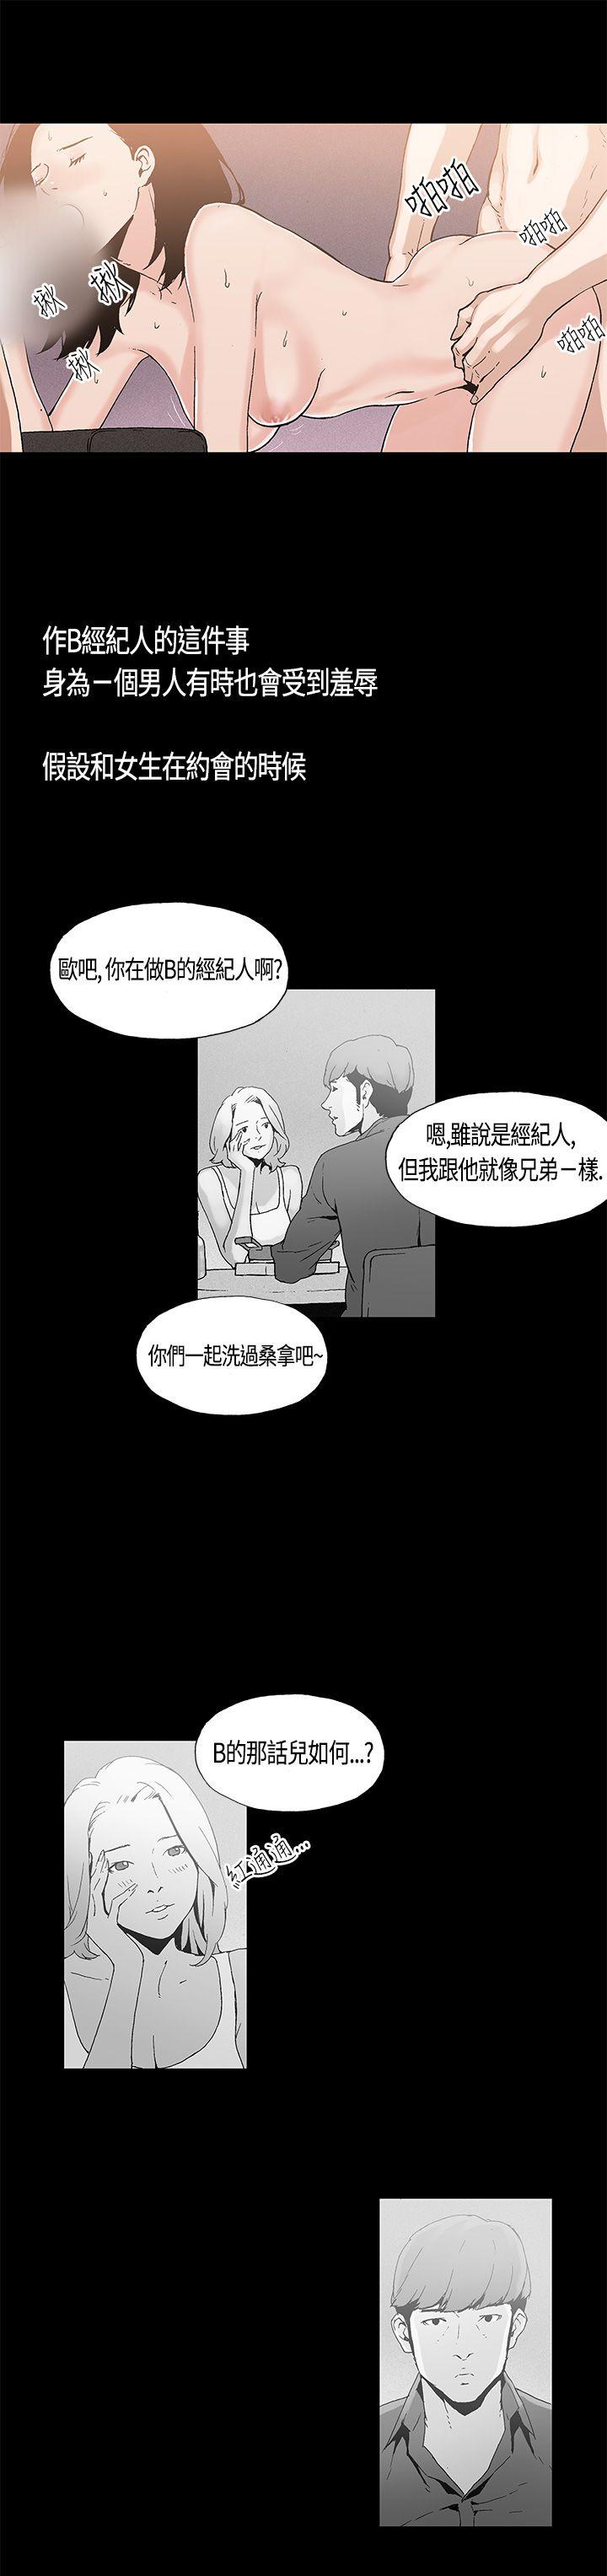 啪啪
啪啪
啪啪
揪
揪
揪
作B經紀人的這件事
身為一個男人有時也會受到羞辱
假設和女生在約會的時候
歐吧, 你在做B的經紀人啊?
嗯,雖說是經紀人,
但我跟他就像兄弟一樣.
你們一起洗過桑拿吧~
B的那話兒如何...?
紅通通...